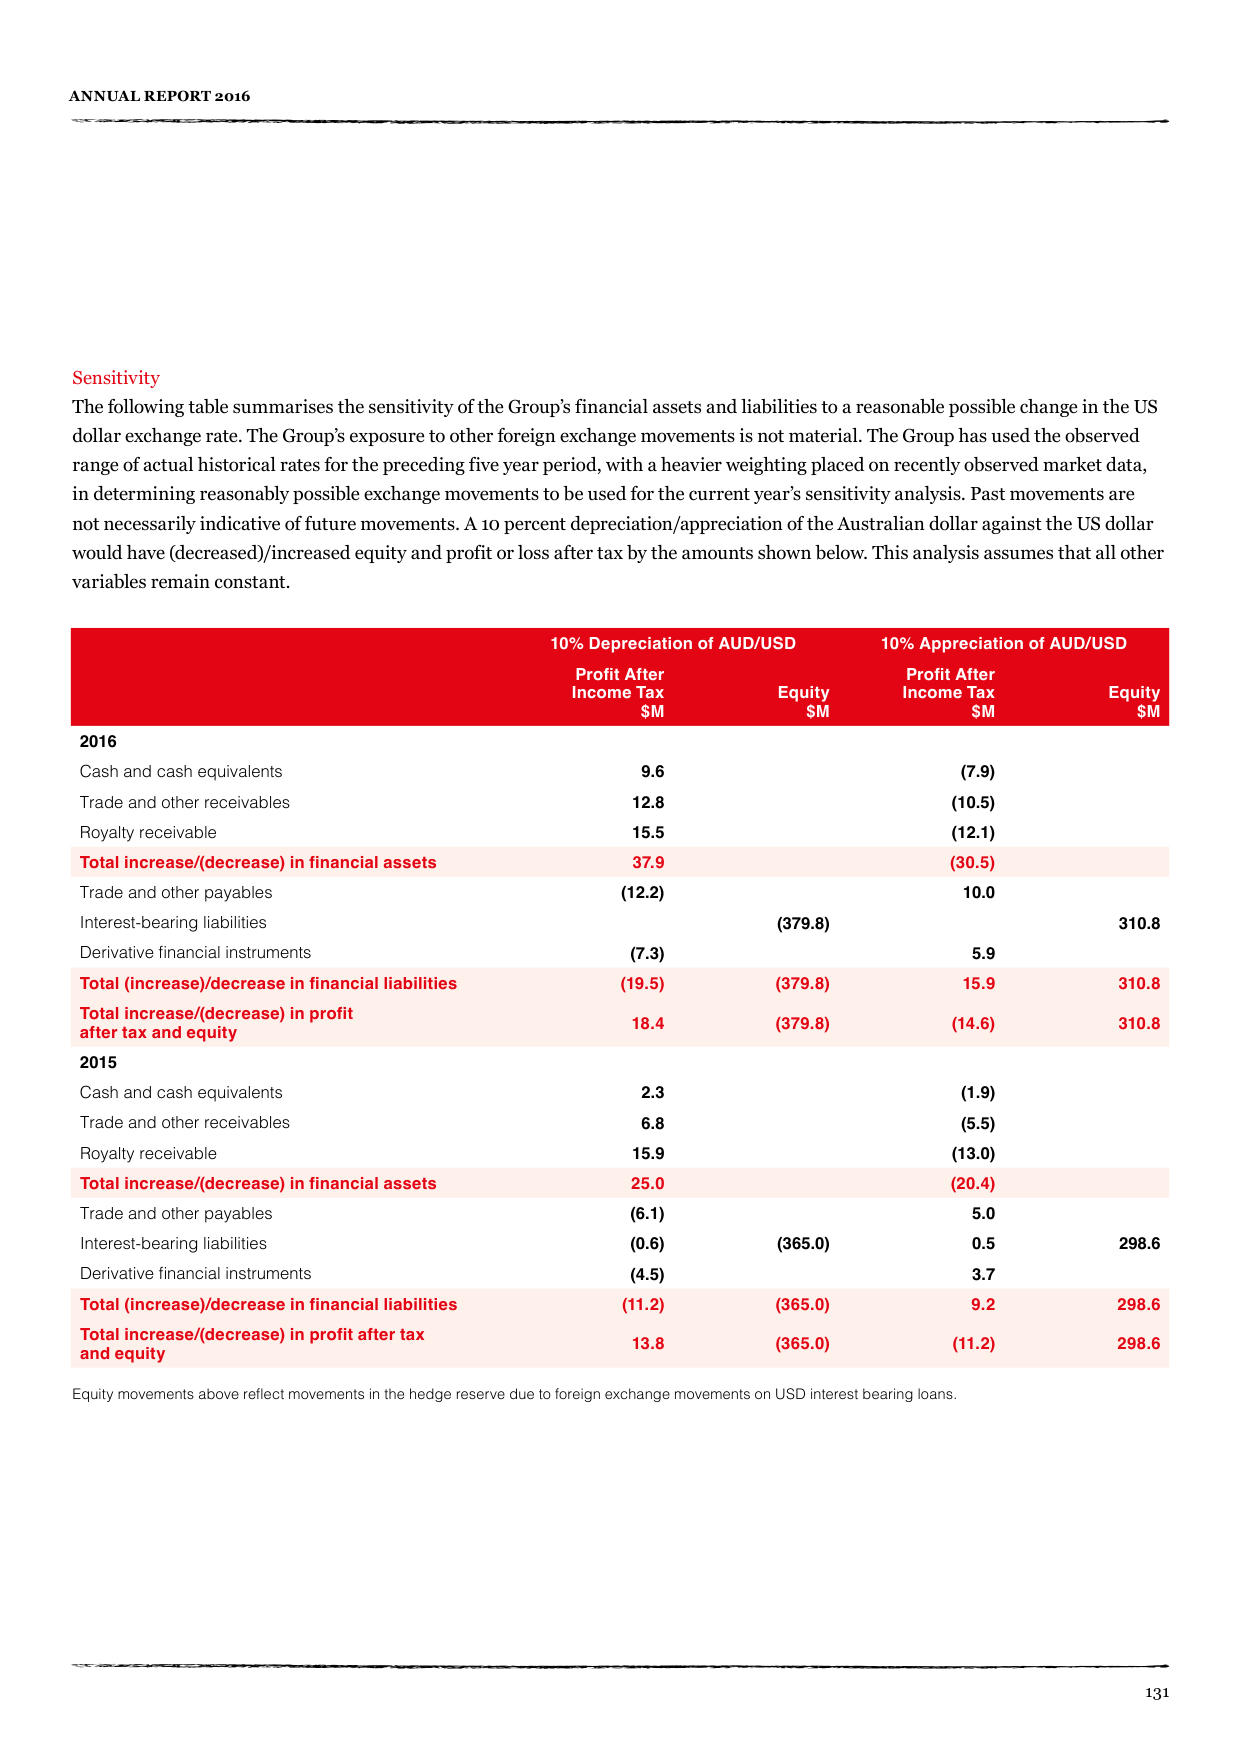 ANNUAL REPORT 2016
Sensitivity
The following table summarises the sensitivity of the Group's financial assets and liabilities to a reasonable possible change in the US
dollar exchange rate. The Group's exposure to other foreign exchange movements is not material. The Group has used the observed
range of actual historical rates for the preceding five year period, with a heavier weighting placed on recently observed market data,
in determining reasonably possible exchange movements to be used for the current year's sensitivity analysis. Past movements are
not necessarily indicative of future movements. A 10 percent depreciation/appreciation of the Australian dollar against the US dollar
would have (decreased)/increased equity and profit or loss after tax by the amounts shown below. This analysis assumes that all other
variables remain constant.
10% Depreciation of AUD/USD 10% Appreciation of AUD/USD
Profit After Profit After
Income Tax Equity Income Tax Equity
$M $M $M $M
2016
Cash and cash equivalents 9.6 (7.9)
Trade and other receivables 12.8 (10.5)
Royalty receivable 15.5 (12.1)
Total increase/(decrease) in financial assets 37.9 (30.5)
Trade and other payables (12.2) 10.0
Interest-bearing liabilities (379.8) 310.8
Derivative financial instruments (7.3) 5.9
Total (increase)/decrease in financial liabilities (19.5) (379.8) 15.9 310.8
Total increase/(decrease) in profit
after tax and equity 18.4 (379.8) (14.6) 310.8
2015
Cash and cash equivalents 2.3 (1.9)
Trade and other receivables 6.8 (5.5)
Royalty receivable 15.9 (13.0)
Total increase/(decrease) in financial assets 25.0 (20.4)
Trade and other payables (6.1) 5.0
Interest-bearing liabilities (0.6) (365.0) 0.5 298.6
Derivative financial instruments (4.5) 3.7
Total (increase)/decrease in financial liabilities (11.2) (365.0) 9.2 298.6
Total increase/(decrease) in profit after tax
and equity 13.8 (365.0) (11.2) 298.6
Equity movements above reflect movements in the hedge reserve due to foreign exchange movements on USD interest bearing loans.
131